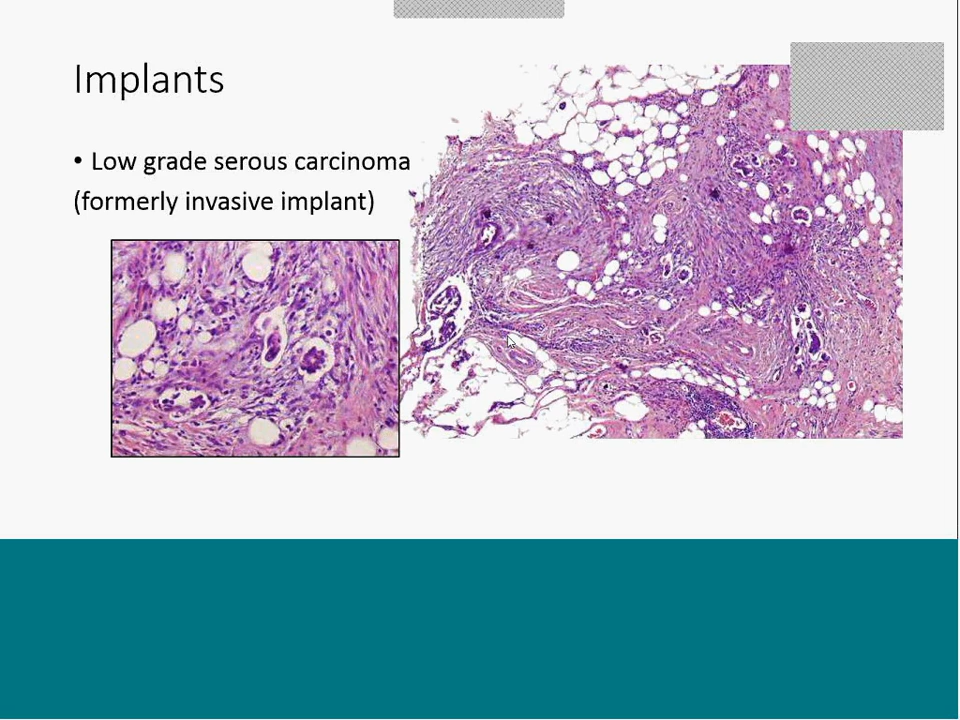 Implants
• Low grade serous carcinoma
(formerly invasive implant)